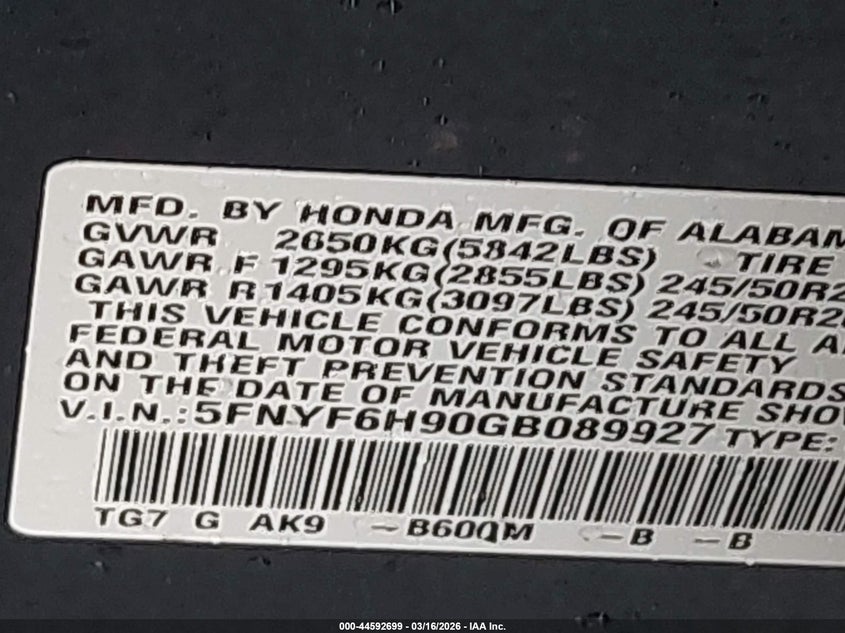 MFD. BY HONDA MFG. OF ALABAM
GVWR 2650KG(5842LBS) TIRE
GAWR F 1295KG(2855LBS) 245/50R2
GAWR R 1405KG(3097LBS) 245/50R2
THIS VEHICLE CONFORMS TO ALL A
FEDERAL MOTOR VEHICLE SAFETY
AND THEFT PREVENTION STANDARDS
ON THE DATE OF MANUFACTURE SHO
V.I.N.: 5FNYF6H90GB089927 TYPE:
TG7 G AK9 -B60QM -B -B
000-44592699 - 03/16/2026 - IAA Inc.